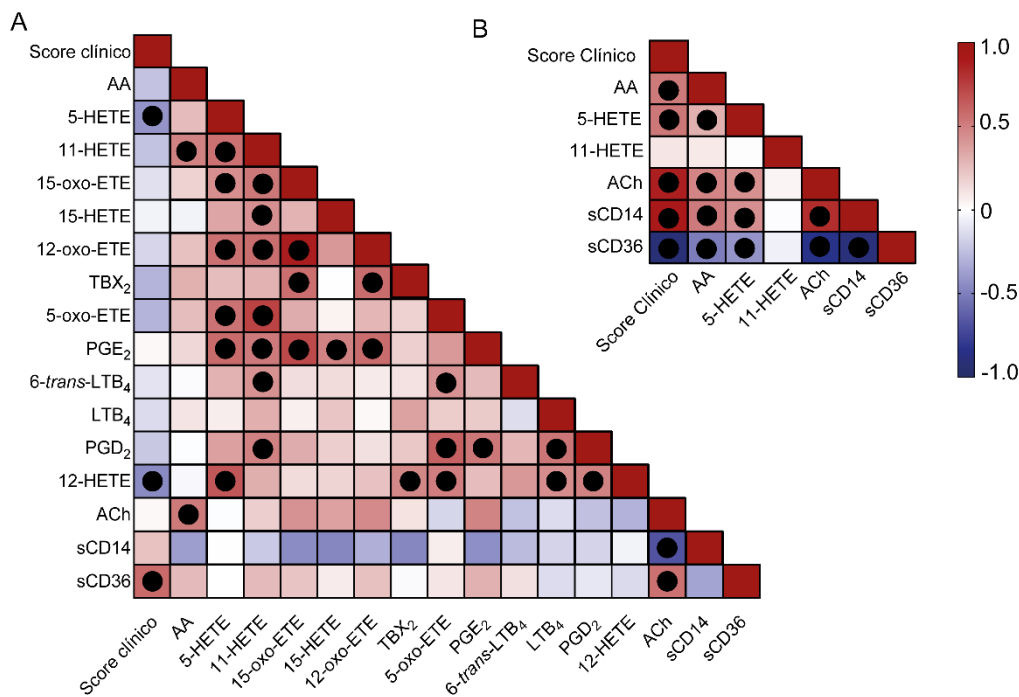 A
Score clínico
AA
5-HETE
11-HETE
15-oxo-ETE
15-HETE
12-oxo-ETE
TBX₂
5-oxo-ETE
PGE₂
6-trans-LTB₄
LTB₄
PGD₂
12-HETE
ACh
sCD14
sCD36
Score clínico
AA
5-HETE
11-HETE
15-oxo-ETE
15-HETE
12-oxo-ETE
TBX₂
5-oxo-ETE
PGE₂
6-trans-LTB₄
LTB₄
PGD₂
12-HETE
ACh
sCD14
sCD36
B
Score Clínico
AA
5-HETE
11-HETE
ACh
sCD14
sCD36
Score Clínico
AA
5-HETE
11-HETE
ACh
sCD14
sCD36
1.0
0.5
0
-0.5
-1.0